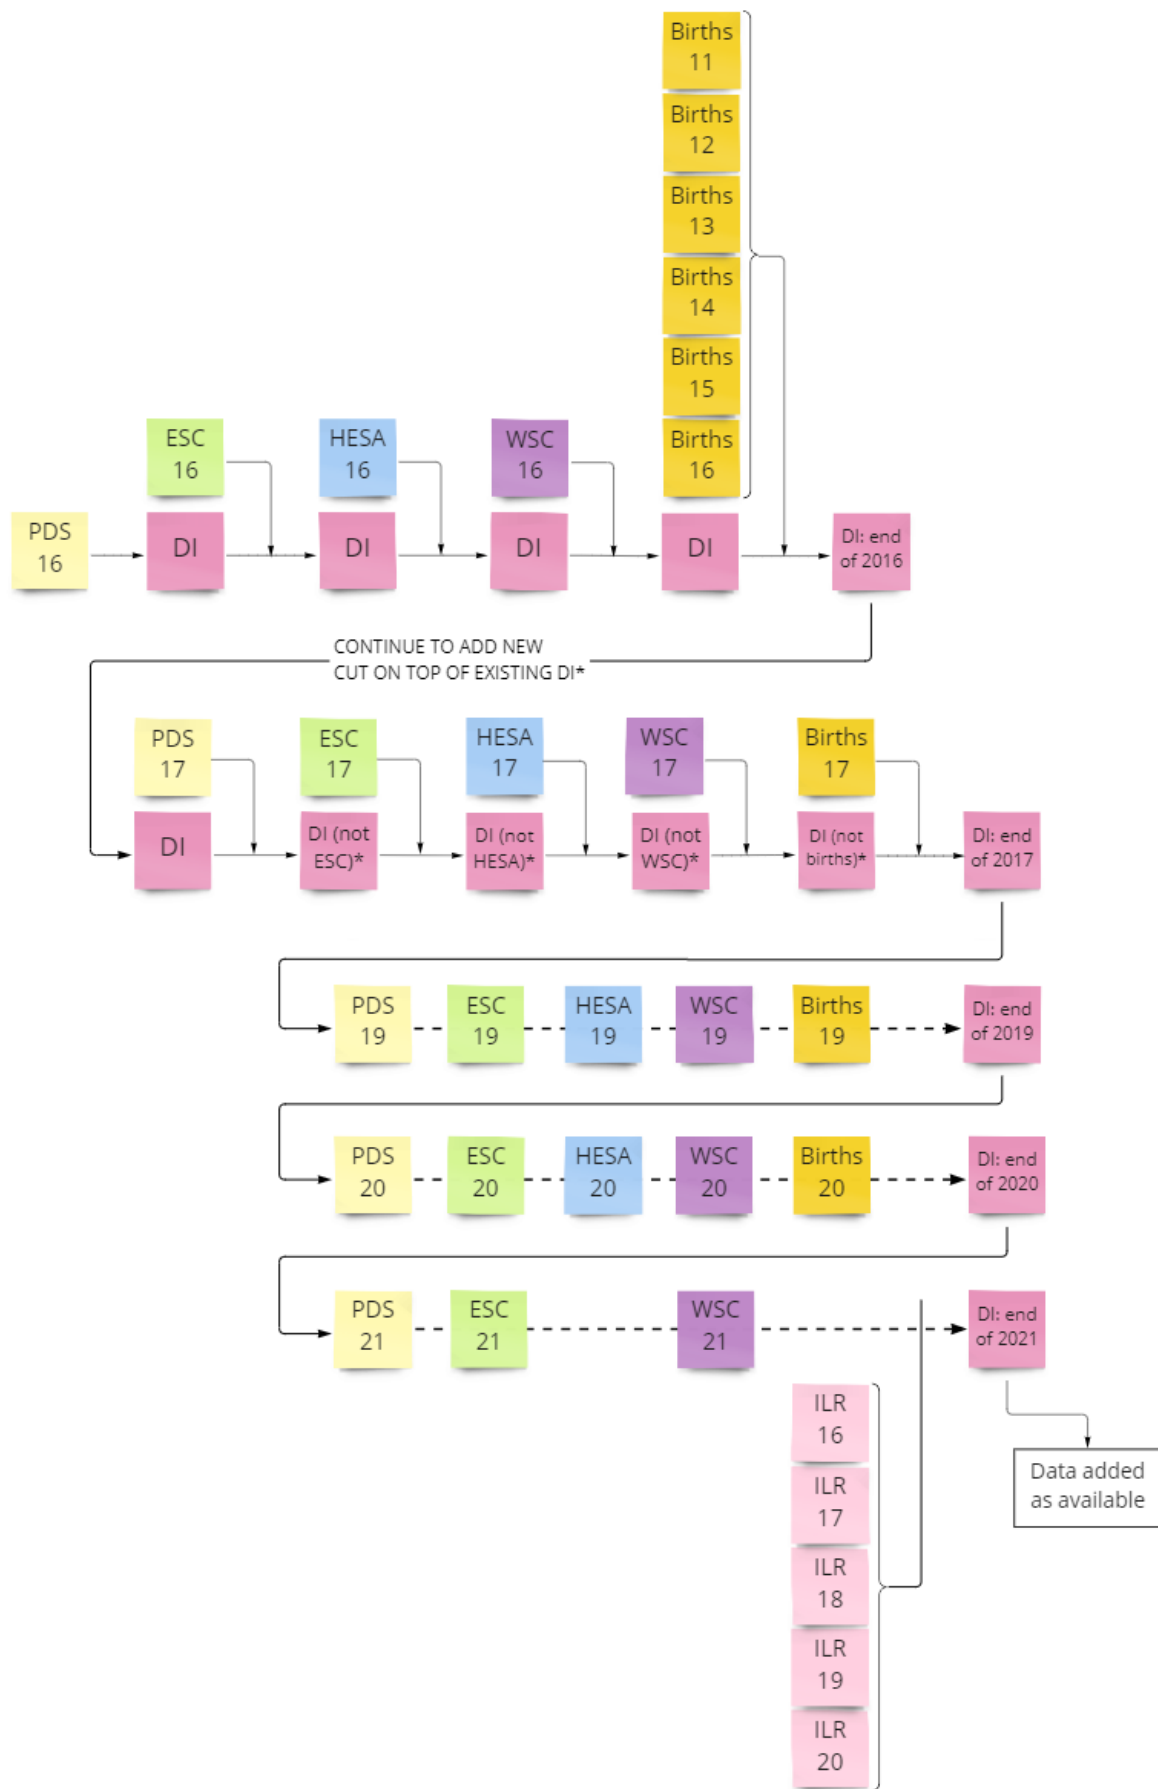 Births
11
Births
12
Births
13
Births
14
Births
15
Births
16
ESC
16
HESA
16
WSC
16
PDS
16
DI
DI
DI
DI
DI: end
of 2016
CONTINUE TO ADD NEW
CUT ON TOP OF EXISTING DI*
PDS
17
ESC
17
HESA
17
WSC
17
Births
17
DI
DI (not
ESC)*
DI (not
HESA)*
DI (not
WSC)*
DI (not
births)*
DI: end
of 2017
PDS
19
ESC
19
HESA
19
WSC
19
Births
19
DI: end
of 2019
PDS
20
ESC
20
HESA
20
WSC
20
Births
20
DI: end
of 2020
PDS
21
ESC
21
WSC
21
DI: end
of 2021
ILR
16
ILR
17
ILR
18
ILR
19
ILR
20
Data added
as available